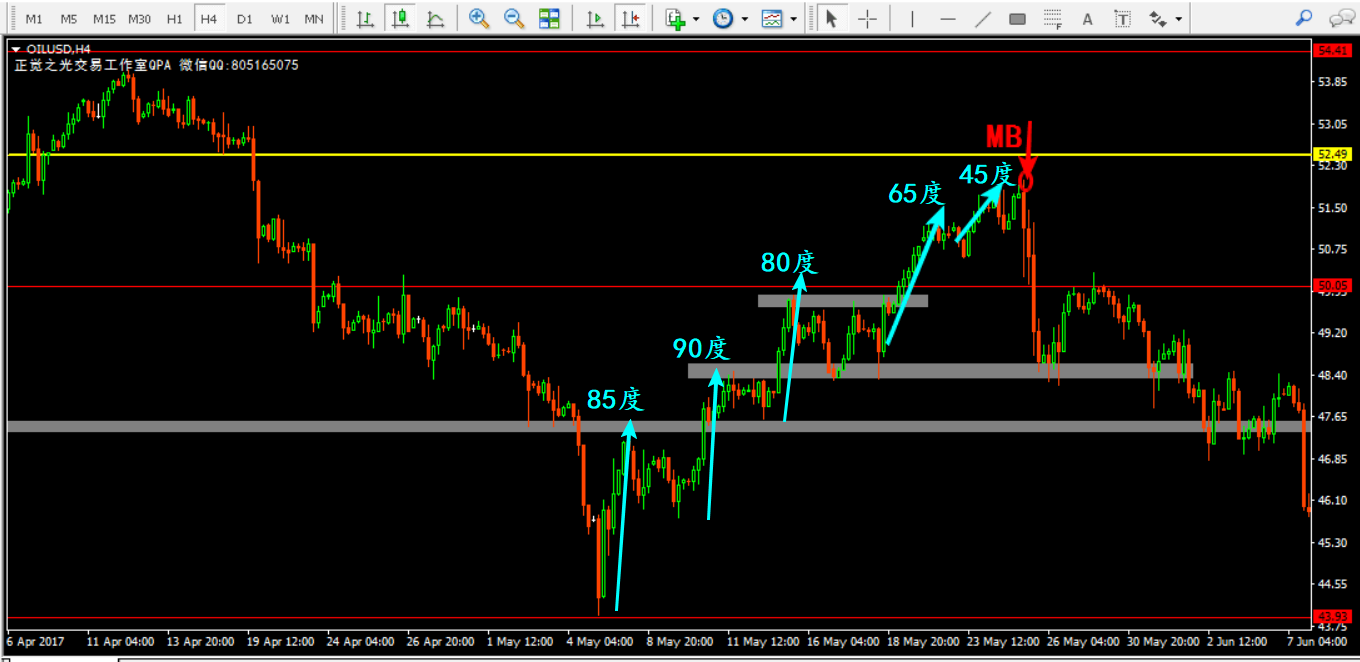 M1 M5 M15 M30 H1 H4 D1 W1 MN
OILUSD,H4
正觉之光交易工作室QPA 微信QQ:805165075
54.41
53.85
53.05
52.49
52.30
51.50
50.75
50.05
49.95
49.20
48.40
47.65
46.85
46.10
45.30
44.55
43.93
43.75
MB
45度
65度
80度
90度
85度
6 Apr 2017 11 Apr 04:00 13 Apr 20:00 19 Apr 12:00 24 Apr 04:00 26 Apr 20:00 1 May 12:00 4 May 04:00 8 May 20:00 11 May 12:00 16 May 04:00 18 May 20:00 23 May 12:00 26 May 04:00 30 May 20:00 2 Jun 12:00 7 Jun 04:00